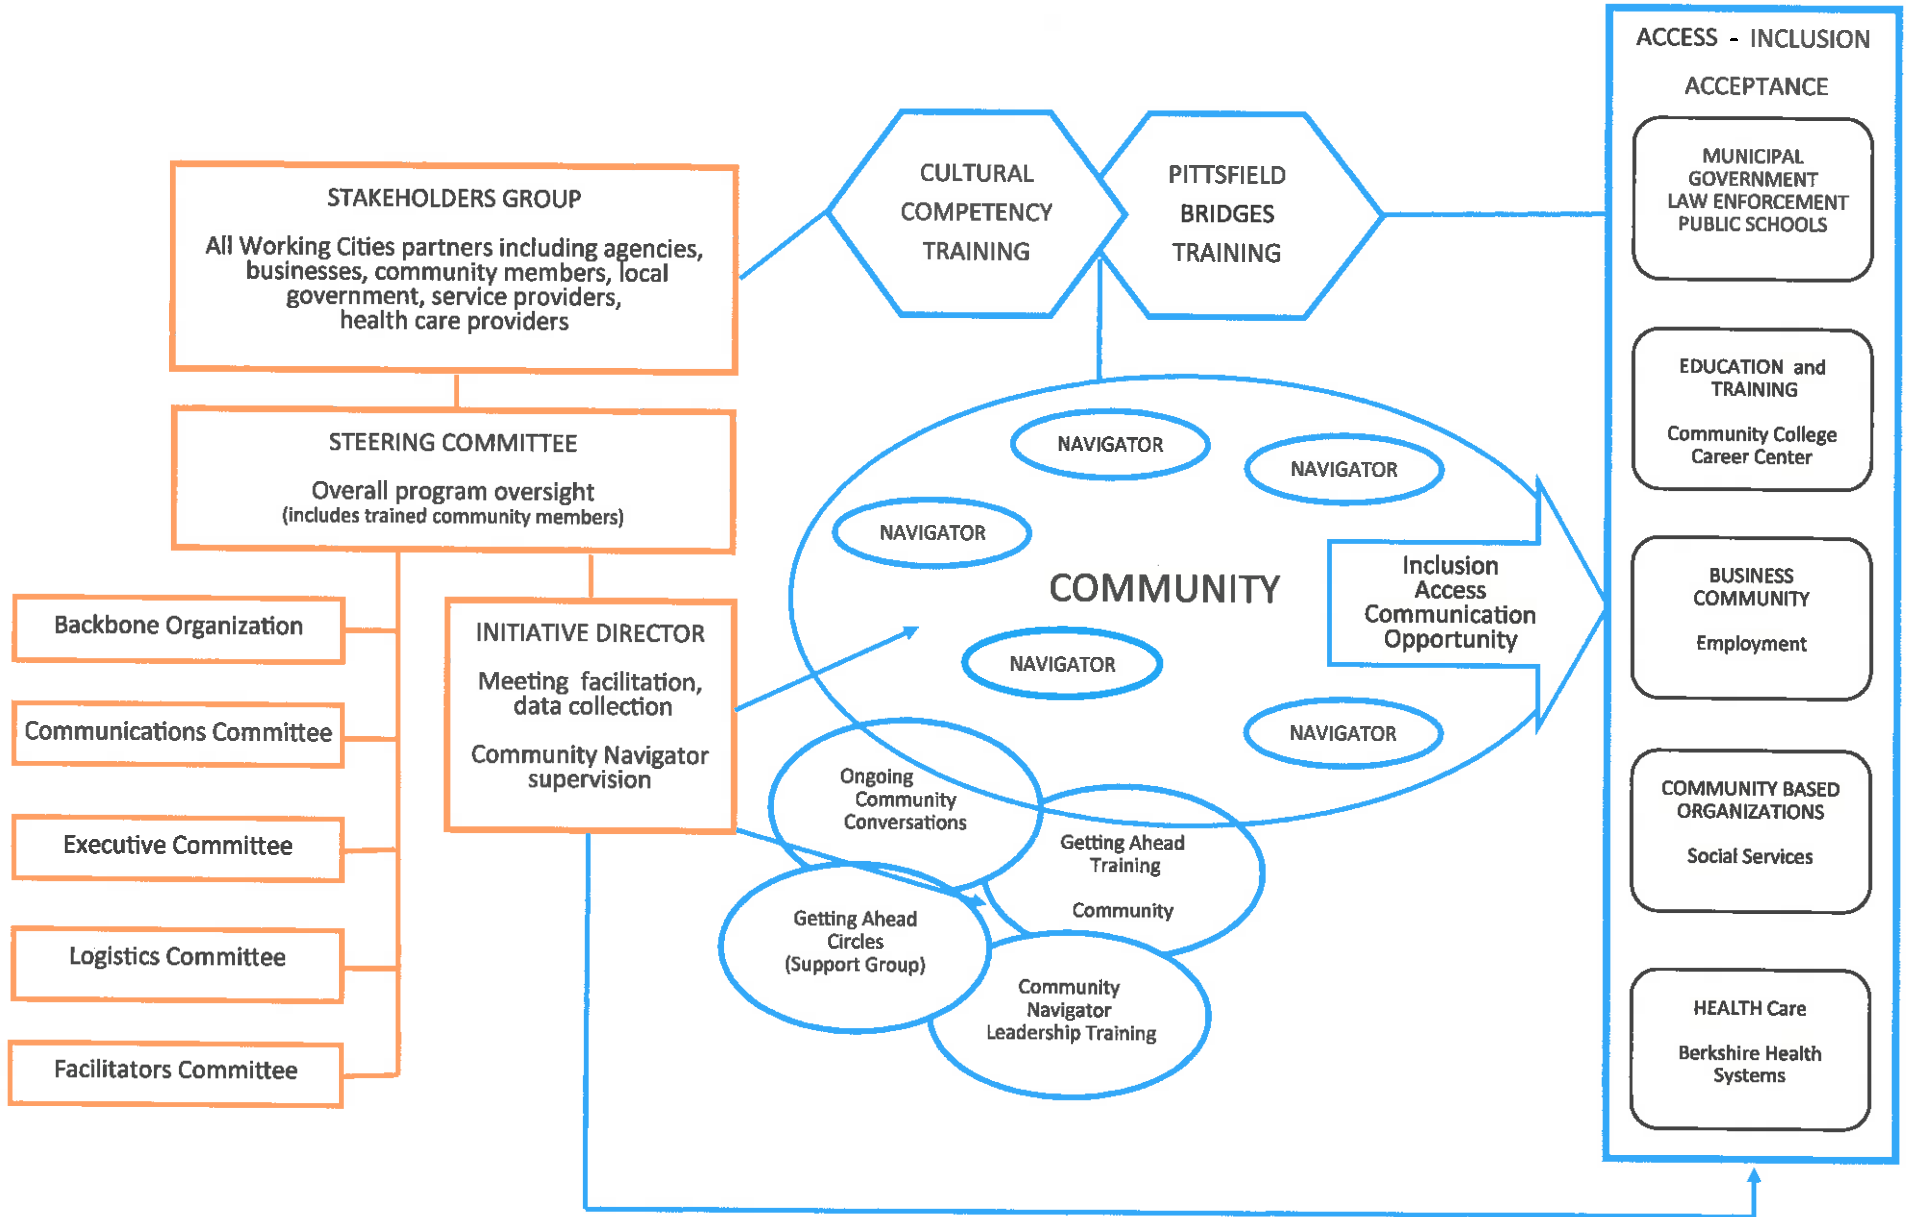 STAKEHOLDERS GROUP
All Working Cities partners including agencies,
businesses, community members, local
government, service providers,
health care providers
STEERING COMMITTEE
Overall program oversight
(includes trained community members)
Backbone Organization
Communications Committee
Executive Committee
Logistics Committee
Facilitators Committee
INITIATIVE DIRECTOR
Meeting facilitation,
data collection
Community Navigator
supervision
CULTURAL
COMPETENCY
TRAINING
PITTSFIELD
BRIDGES
TRAINING
NAVIGATOR
NAVIGATOR
NAVIGATOR
COMMUNITY
NAVIGATOR
NAVIGATOR
Inclusion
Access
Communication
Opportunity
Ongoing
Community
Conversations
Getting Ahead
Training
Community
Getting Ahead
Circles
(Support Group)
Community
Navigator
Leadership Training
ACCESS - INCLUSION
ACCEPTANCE
MUNICIPAL
GOVERNMENT
LAW ENFORCEMENT
PUBLIC SCHOOLS
EDUCATION and
TRAINING
Community College
Career Center
BUSINESS
COMMUNITY
Employment
COMMUNITY BASED
ORGANIZATIONS
Social Services
HEALTH Care
Berkshire Health
Systems